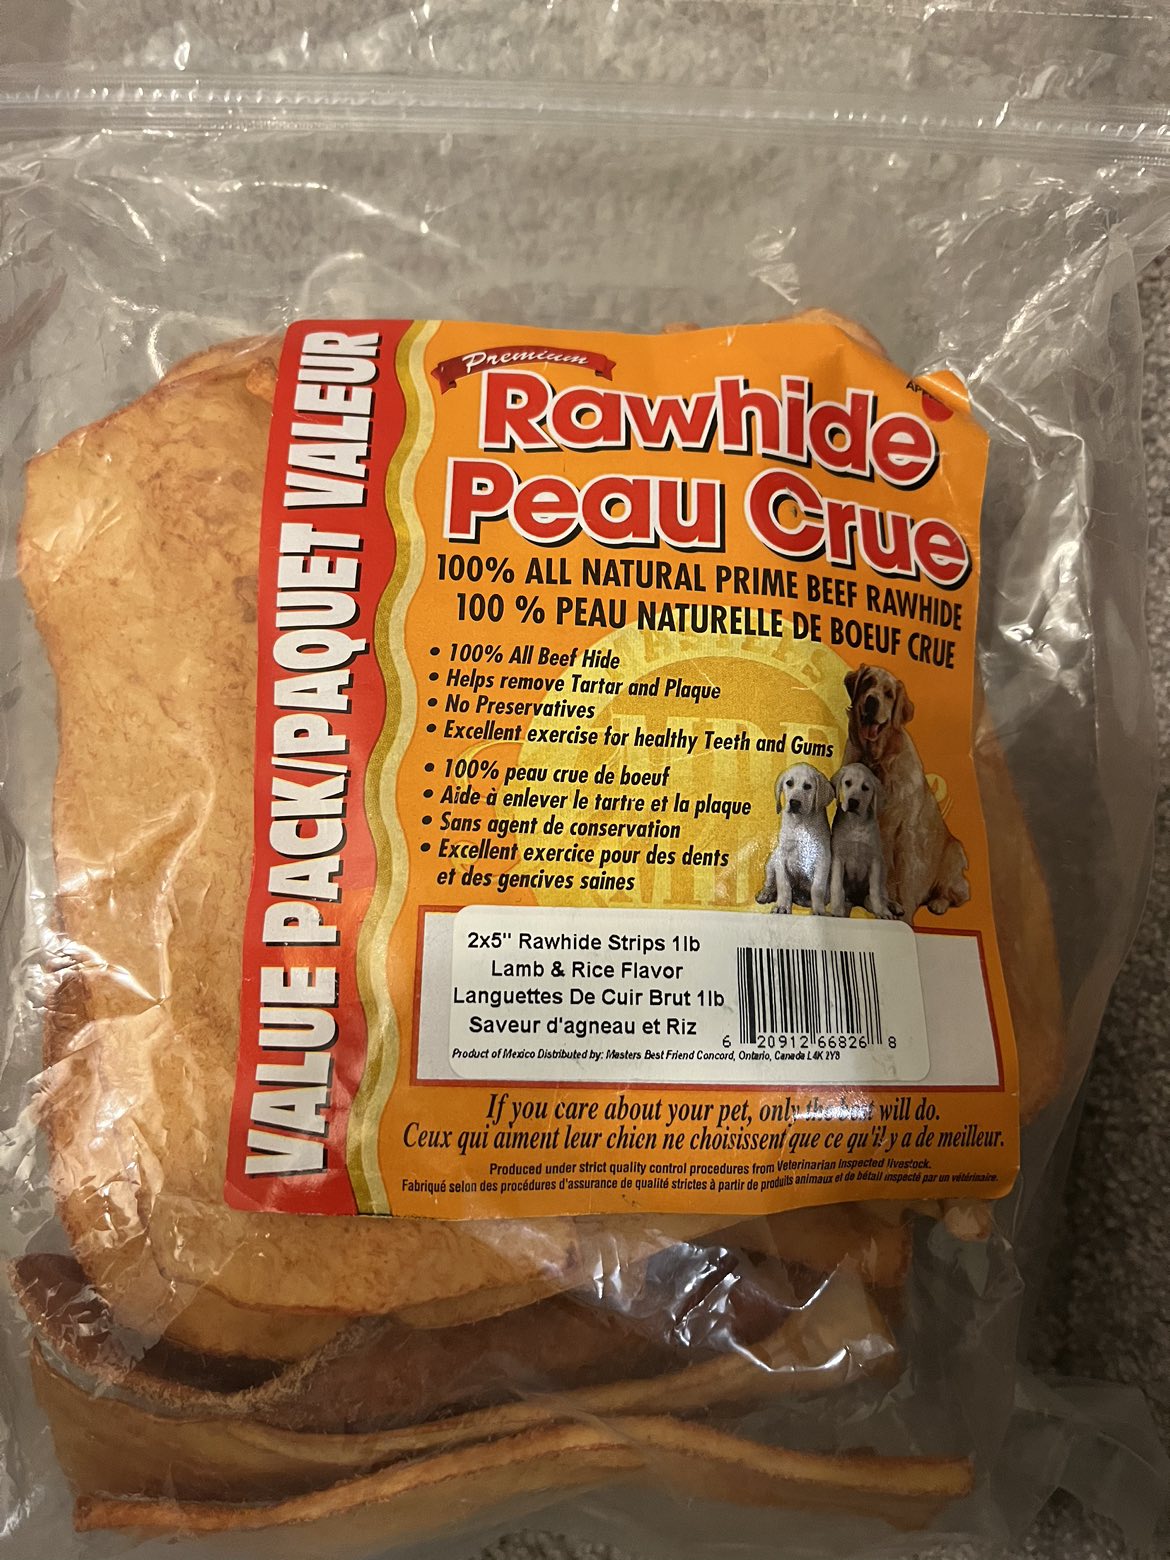 VALUE PACK/PAQUET VALEUR
Premium
Rawhide
Peau Crue
100% ALL NATURAL PRIME BEEF RAWHIDE
100 % PEAU NATURELLE DE BOEUF CRUE
• 100% All Beef Hide
• Helps remove Tartar and Plaque
• No Preservatives
• Excellent exercise for healthy Teeth and Gums
• 100% peau crue de boeuf
• Aide à enlever le tartre et la plaque
• Sans agent de conservation
• Excellent exercice pour des dents
et des gencives saines
2x5" Rawhide Strips 1lb
Lamb & Rice Flavor
Languettes De Cuir Brut 1lb
Saveur d'agneau et Riz
6 20912 66826 8
Product of Mexico Distributed by: Masters Best Friend Concord, Ontario, Canada L4K 2Y8
If you care about your pet, only the best will do.
Ceux qui aiment leur chien ne choisissent que ce qu'il y a de meilleur.
Produced under strict quality control procedures from Veterinarian inspected livestock.
Fabriqué selon des procédures d'assurance de qualité strictes à partir de produits animaux et de bétail inspecté par un vétérinaire.